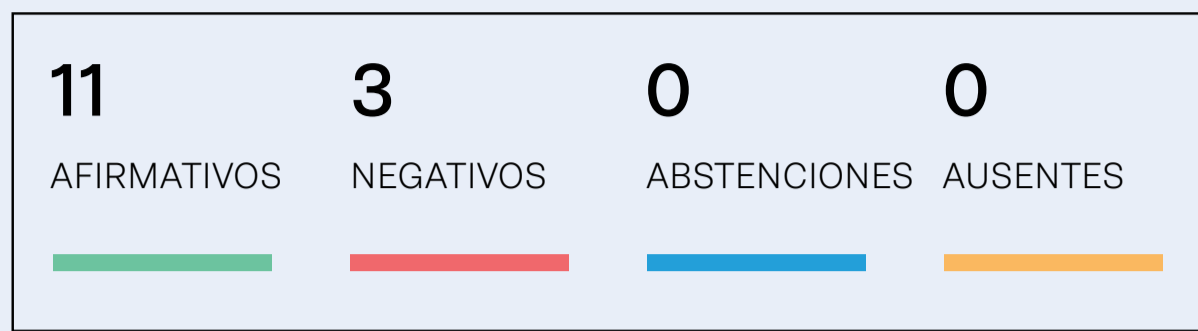 11 3 0 0
AFIRMATIVOS NEGATIVOS ABSTENCIONES AUSENTES